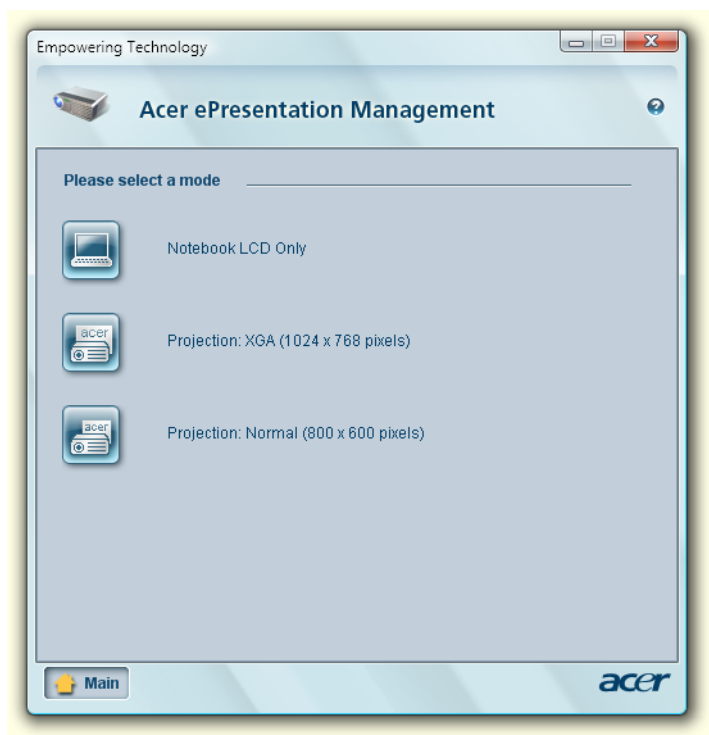 Empowering Technology
Acer ePresentation Management
Please select a mode
Notebook LCD Only
acer
Projection: XGA (1024 x 768 pixels)
acer
Projection: Normal (800 x 600 pixels)
Main
acer